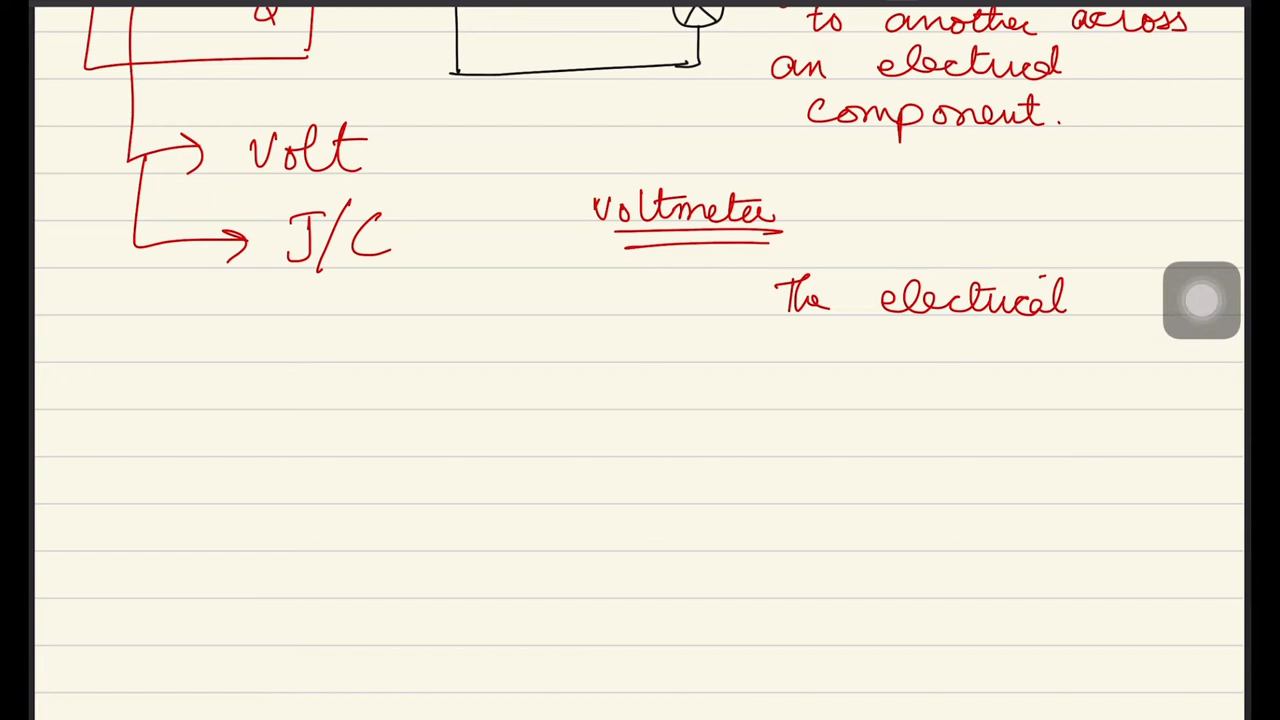 Q
to another across
an electrical
component.
Volt
J/C
Voltmeter
The electrical